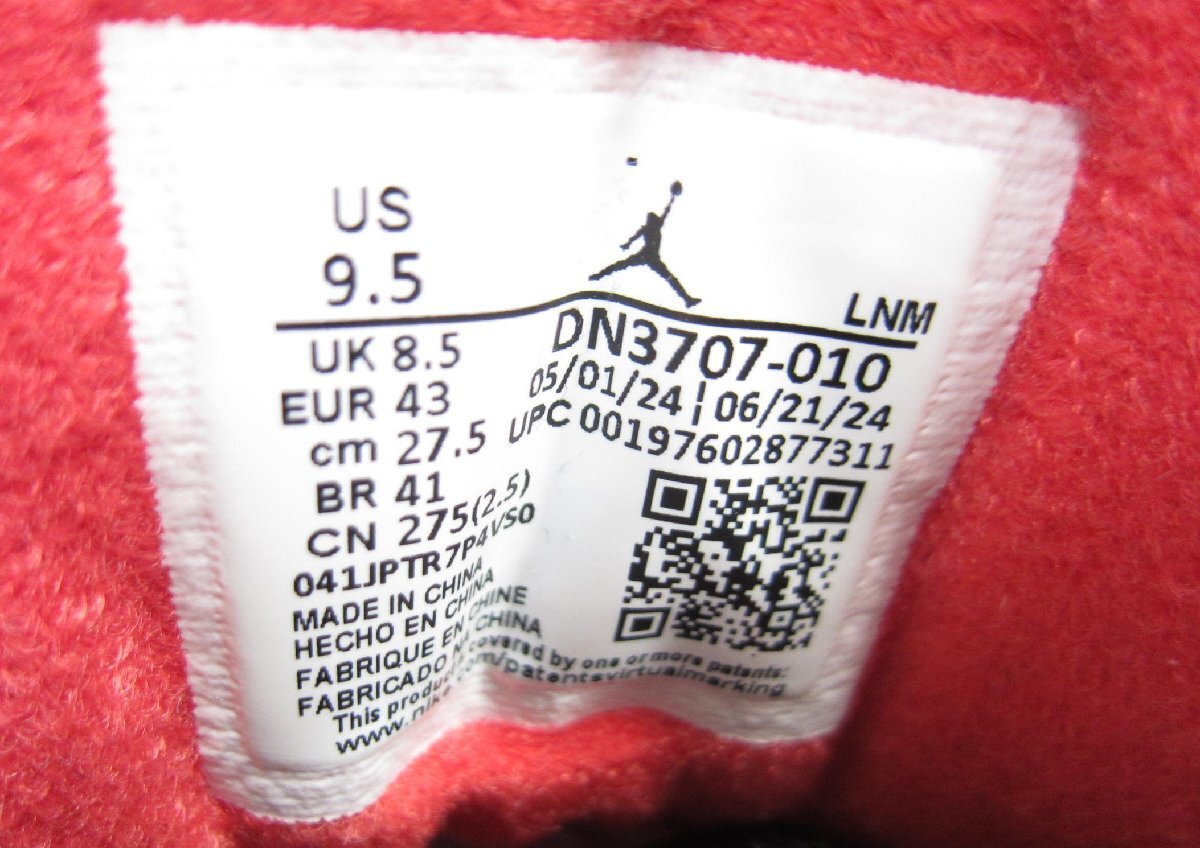 US
9.5
UK 8.5
EUR 43
cm 27.5
BR 41
CN 275(2.5)
041JPTR7P4VS0
MADE IN CHINA
HECHO EN CHINA
FABRIQUE EN CHINE
FABRICADO NA CHINA
LNM
DN3707-010
05/01/24 | 06/21/24
UPC 00197602877311
This covered by one or more patents:
www.nike.com/patentsvirtualmarking